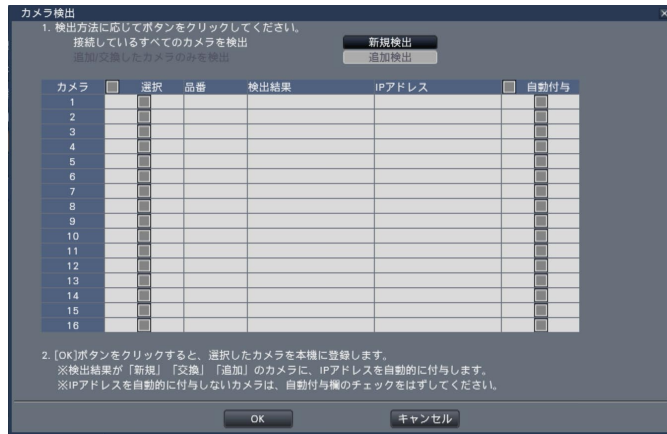 カメラ検出
×
1. 検出方法に応じてボタンをクリックしてください。
接続しているすべてのカメラを検出 新規検出
追加/交換したカメラのみを検出 追加検出
カメラ 選択 品番 検出結果 IPアドレス 自動付与
1
2
3
4
5
6
7
8
9
10
11
12
13
14
15
16
2. [OK]ボタンをクリックすると、選択したカメラを本機に登録します。
※検出結果が「新規」「交換」「追加」のカメラに、IPアドレスを自動的に付与します。
※IPアドレスを自動的に付与しないカメラは、自動付与欄のチェックをはずしてください。
OK キャンセル